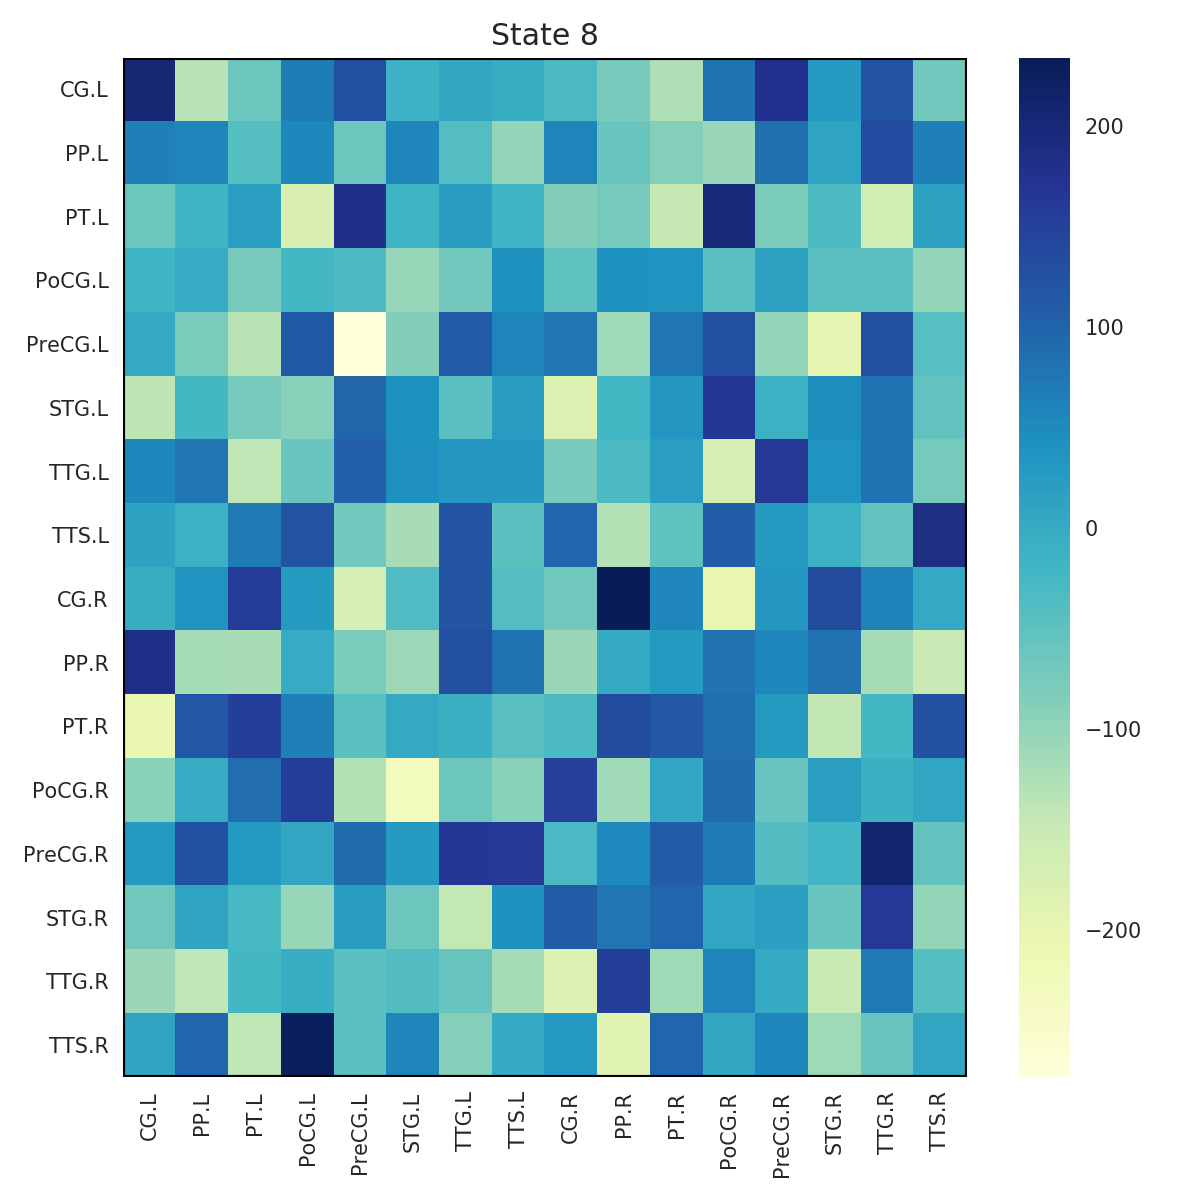 State 8
CG.L
PP.L
PT.L
PoCG.L
PreCG.L
STG.L
TTG.L
TTS.L
CG.R
PP.R
PT.R
PoCG.R
PreCG.R
STG.R
TTG.R
TTS.R
CG.L
PP.L
PT.L
PoCG.L
PreCG.L
STG.L
TTG.L
TTS.L
CG.R
PP.R
PT.R
PoCG.R
PreCG.R
STG.R
TTG.R
TTS.R
200
100
0
−100
−200